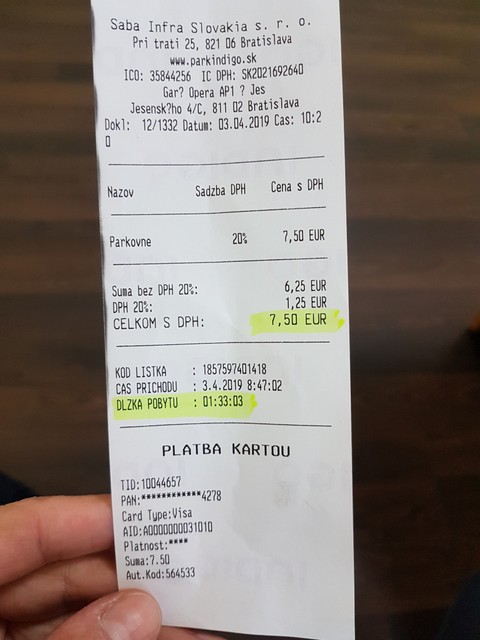 Saba Infra Slovakia s. r. o.
Pri trati 25, 821 06 Bratislava
www.parkindigo.sk
ICO: 35844256 IC DPH: SK2021692640
Gar? Opera AP1 ? Jes
Jesensk?ho 4/C, 811 02 Bratislava
Dokl: 12/1332 Datum: 03.04.2019 Cas: 10:2
0
Nazov Sadzba DPH Cena s DPH
Parkovne 20% 7,50 EUR
Suma bez DPH 20%: 6,25 EUR
DPH 20%: 1,25 EUR
CELKOM S DPH: 7,50 EUR
KOD LISTKA : 1857597401418
CAS PRICHODU : 3.4.2019 8:47:02
DLZKA POBYTU : 01:33:03
PLATBA KARTOU
TID:10044657
PAN:************4278
Card Type:Visa
AID:A0000000031010
Platnost:****
Suma:7.50
Aut.Kod:564533